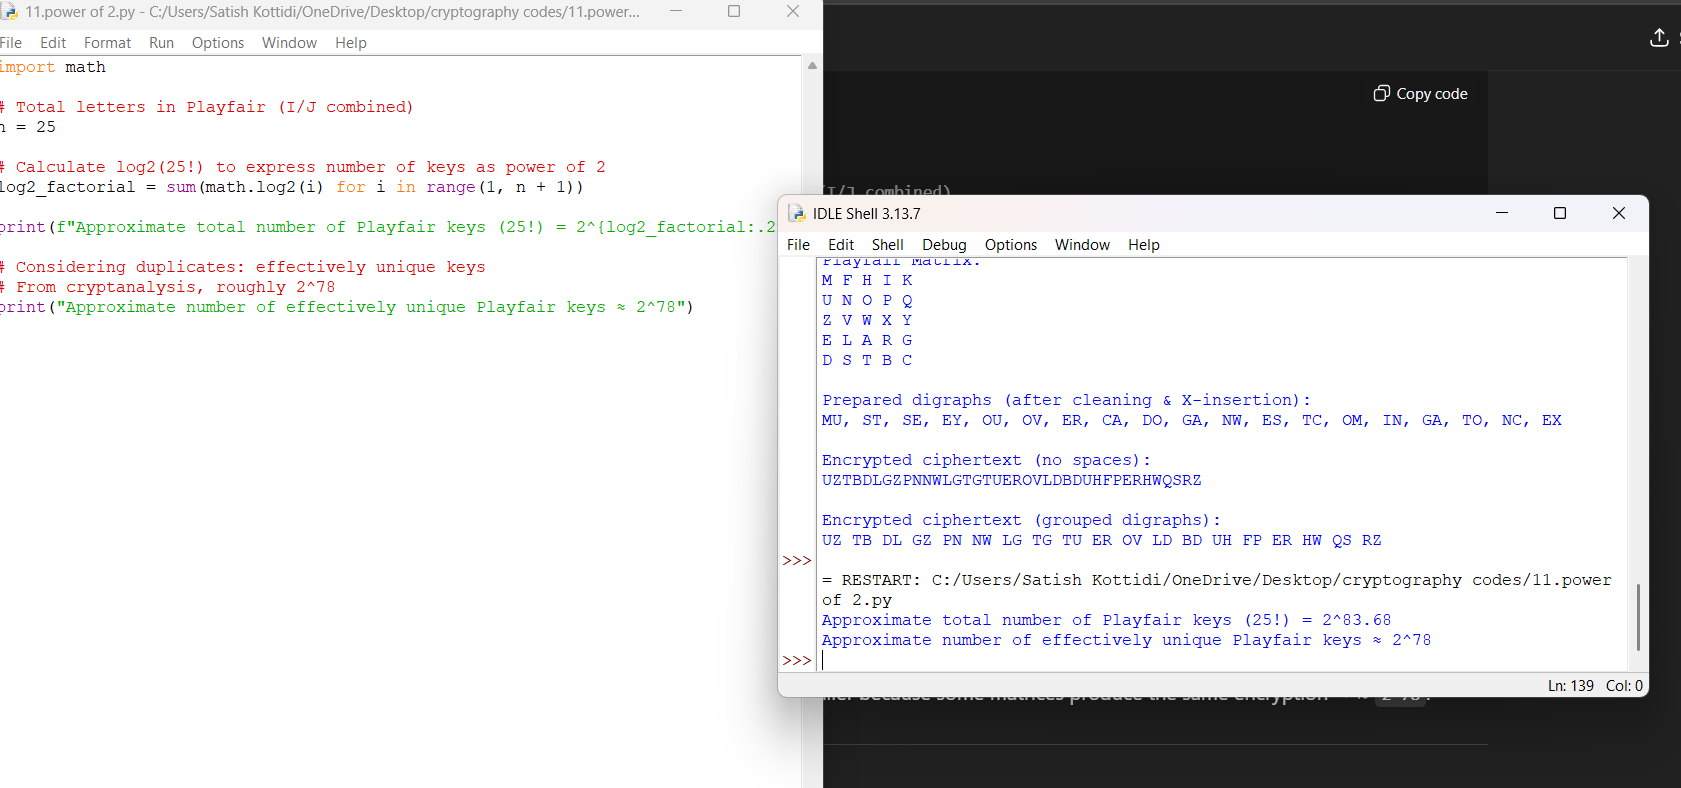 11.power of 2.py - C:/Users/Satish Kottidi/OneDrive/Desktop/cryptography codes/11.power...
File Edit Format Run Options Window Help
import math
# Total letters in Playfair (I/J combined)
n = 25
# Calculate log2(25!) to express number of keys as power of 2
log2_factorial = sum(math.log2(i) for i in range(1, n + 1))
print(f"Approximate total number of Playfair keys (25!) = 2^{log2_factorial:.2
# Considering duplicates: effectively unique keys
# From cryptanalysis, roughly 2^78
print("Approximate number of effectively unique Playfair keys ≈ 2^78")
Copy code
(I/J combined)
IDLE Shell 3.13.7
File Edit Shell Debug Options Window Help
Playfair Matrix:
M F H I K
U N O P Q
Z V W X Y
E L A R G
D S T B C
Prepared digraphs (after cleaning & X-insertion):
MU, ST, SE, EY, OU, OV, ER, CA, DO, GA, NW, ES, TC, OM, IN, GA, TO, NC, EX
Encrypted ciphertext (no spaces):
UZTBDLGZPNNWLGTGTUEROVLDBDUHFPERHWQSRZ
Encrypted ciphertext (grouped digraphs):
UZ TB DL GZ PN NW LG TG TU ER OV LD BD UH FP ER HW QS RZ
>>>
= RESTART: C:/Users/Satish Kottidi/OneDrive/Desktop/cryptography codes/11.power
of 2.py
Approximate total number of Playfair keys (25!) = 2^83.68
Approximate number of effectively unique Playfair keys ≈ 2^78
>>>
Ln: 139 Col: 0
because some matrices produce the same encryption